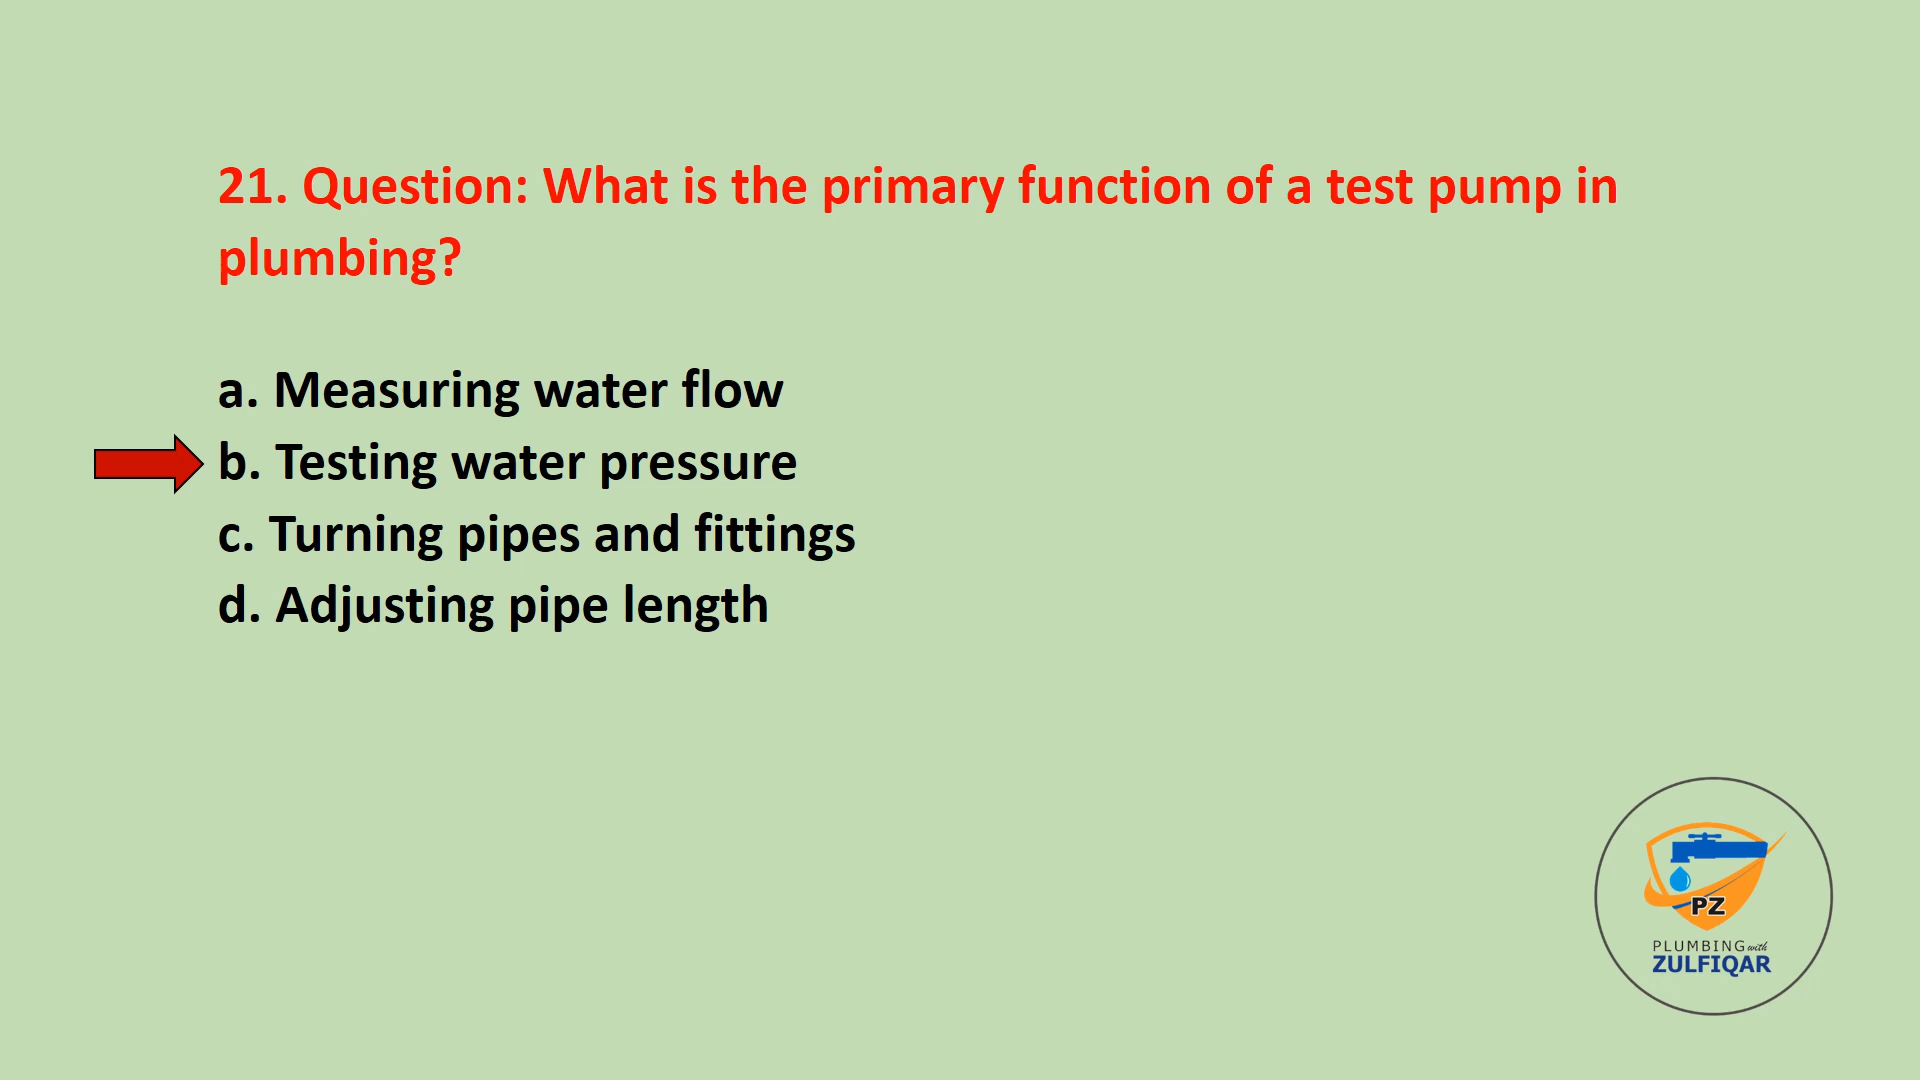 21. Question: What is the primary function of a test pump in
plumbing?
a. Measuring water flow
b. Testing water pressure
c. Turning pipes and fittings
d. Adjusting pipe length
PZ
PLUMBING with
ZULFIQAR